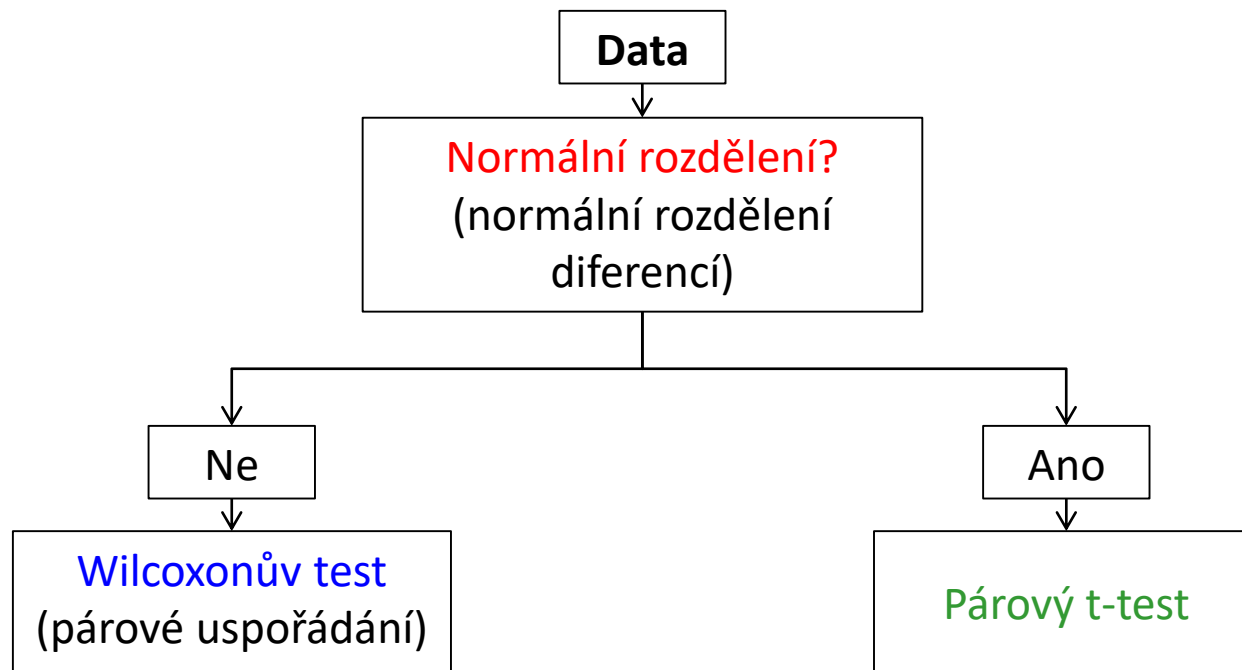 Data
Normální rozdělení?
(normální rozdělení
diferencí)
Ne
Ano
Wilcoxonův test
(párové uspořádání)
Párový t-test